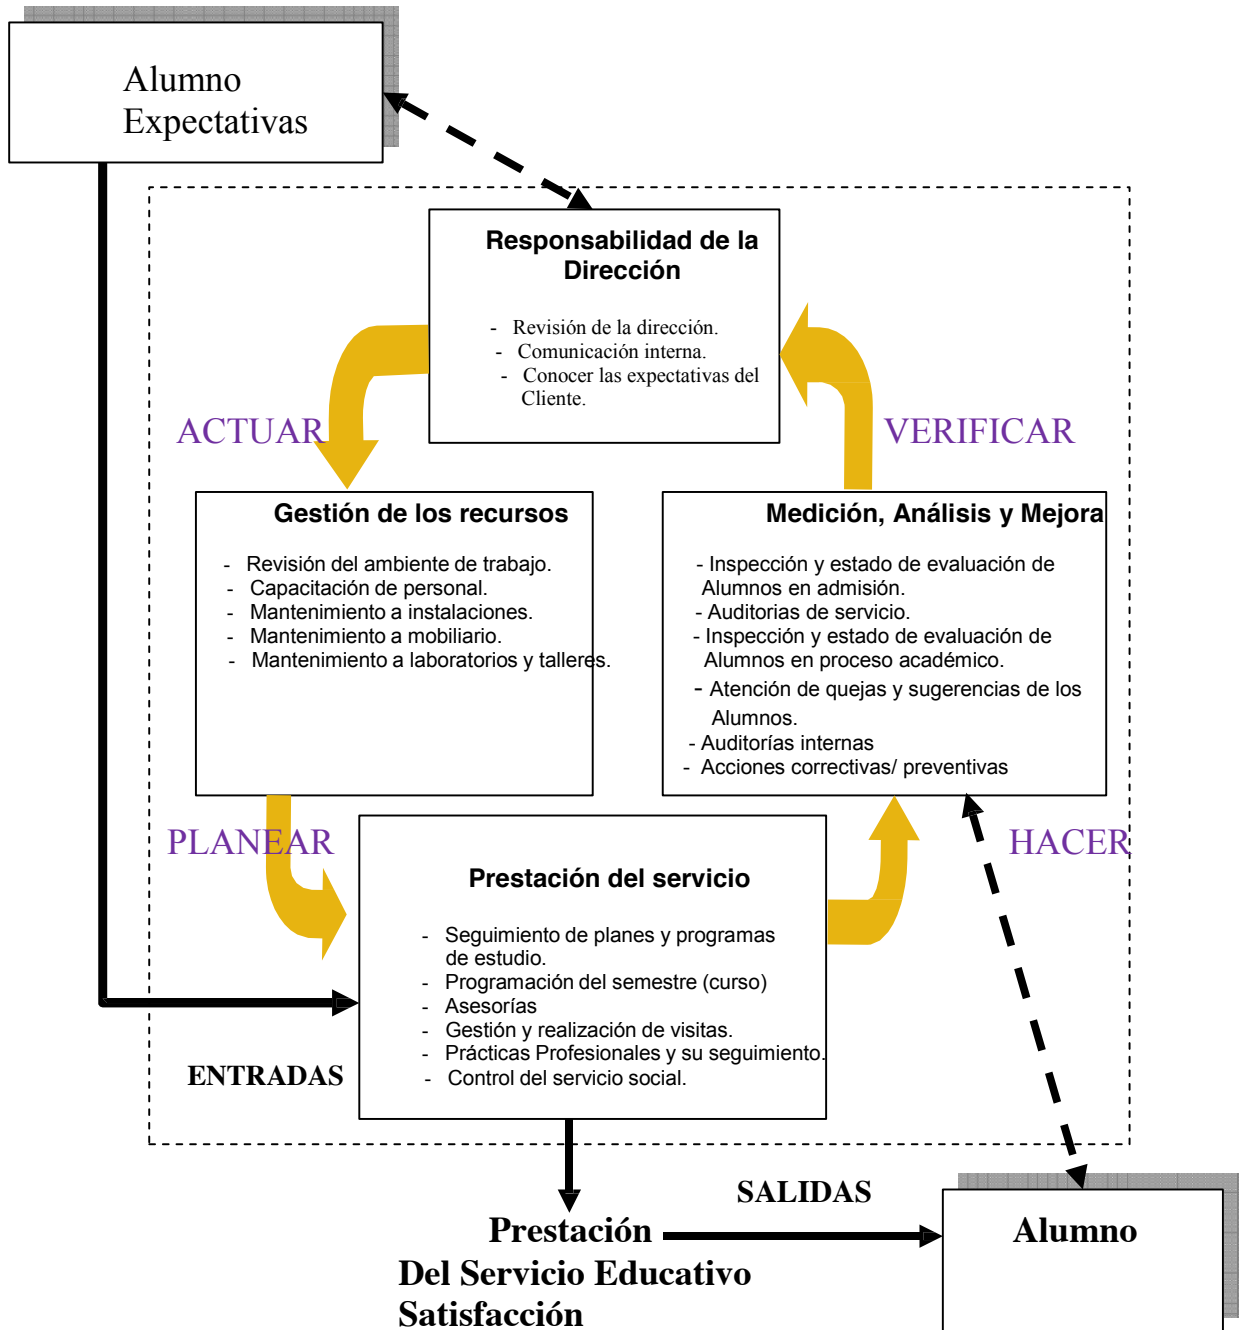 Alumno
Expectativas
Responsabilidad de la
Dirección
- Revisión de la dirección.
- Comunicación interna.
- Conocer las expectativas del
Cliente.
ACTUAR
VERIFICAR
Gestión de los recursos
- Revisión del ambiente de trabajo.
- Capacitación de personal.
- Mantenimiento a instalaciones.
- Mantenimiento a mobiliario.
- Mantenimiento a laboratorios y talleres.
Medición, Análisis y Mejora
- Inspección y estado de evaluación de
Alumnos en admisión.
- Auditorias de servicio.
- Inspección y estado de evaluación de
Alumnos en proceso académico.
- Atención de quejas y sugerencias de los
Alumnos.
- Auditorías internas
- Acciones correctivas/ preventivas
PLANEAR
HACER
Prestación del servicio
- Seguimiento de planes y programas
de estudio.
- Programación del semestre (curso)
- Asesorías
- Gestión y realización de visitas.
- Prácticas Profesionales y su seguimiento.
- Control del servicio social.
ENTRADAS
SALIDAS
Prestación
Del Servicio Educativo
Satisfacción
Alumno